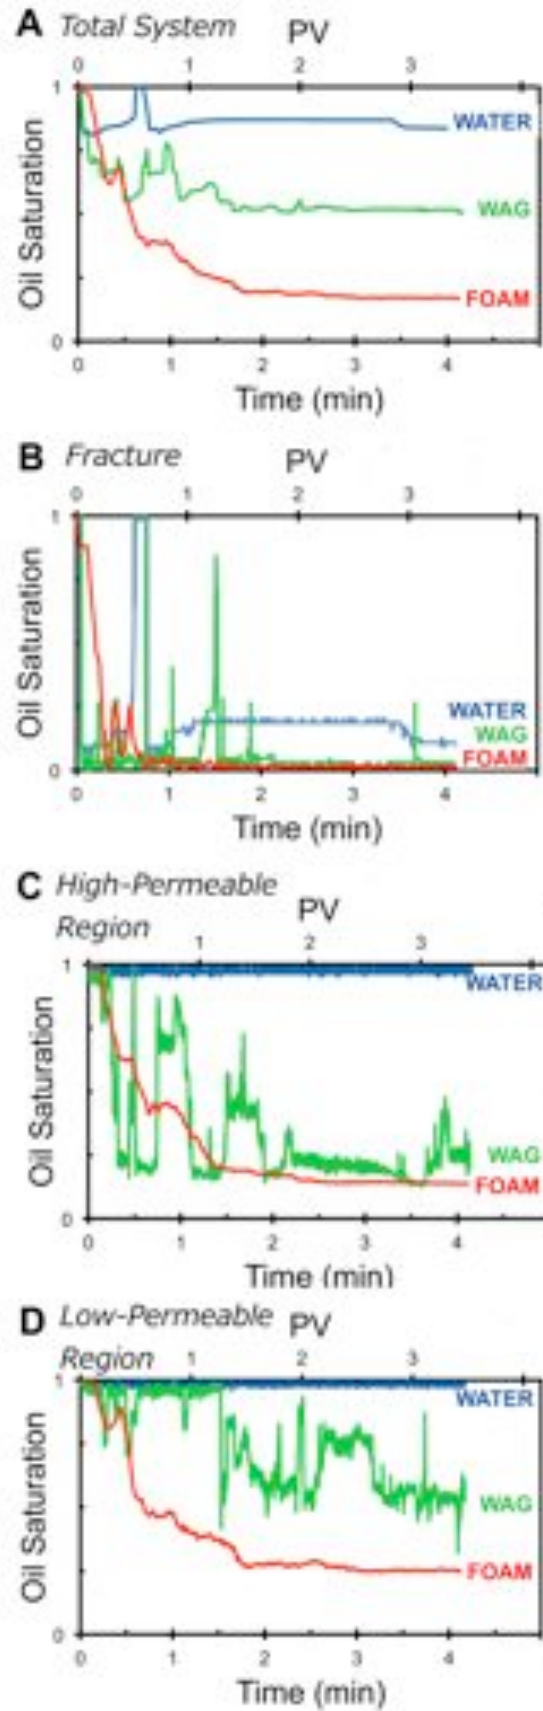 A Total System PV
0 1 2 3
1
Oil Saturation
WATER
WAG
FOAM
0
0 1 2 3 4
Time (min)
B Fracture PV
0 1 2 3
1
Oil Saturation
WATER
WAG
FOAM
0
0 1 2 3 4
Time (min)
C High-Permeable
Region PV
1 2 3
1
Oil Saturation
WATER
WAG
FOAM
0
0 1 2 3 4
Time (min)
D Low-Permeable PV
Region 1 2 3
1
Oil Saturation
WATER
WAG
FOAM
0
0 1 2 3 4
Time (min)